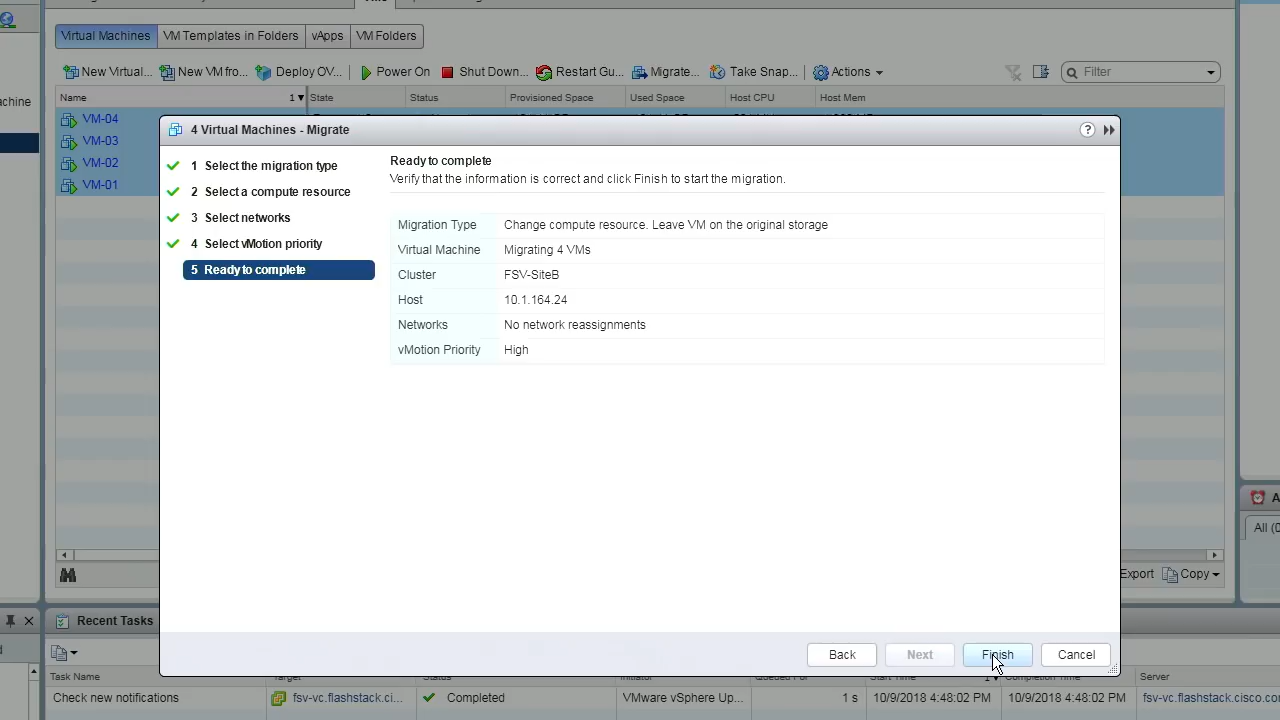 Virtual Machines VM Templates in Folders vApps VM Folders
New Virtual... New VM fro... Deploy OV... Power On Shut Down... Restart Gu... Migrate... Take Snap... Actions Filter
Name 1 State Status Provisioned Space Used Space Host CPU Host Mem
achine
VM-04
VM-03
VM-02
VM-01
4 Virtual Machines - Migrate
1 Select the migration type
2 Select a compute resource
3 Select networks
4 Select vMotion priority
5 Ready to complete
Ready to complete
Verify that the information is correct and click Finish to start the migration.
Migration Type Change compute resource. Leave VM on the original storage
Virtual Machine Migrating 4 VMs
Cluster FSV-SiteB
Host 10.1.164.24
Networks No network reassignments
vMotion Priority High
All (0
Export Copy
Back Next Finish Cancel
Recent Tasks
Task Name Target Status Initiator Queued For Start Time Completion Time Server
Check new notifications fsv-vc.flashstack.ci... Completed VMware vSphere Up... 1 s 10/9/2018 4:48:02 PM 10/9/2018 4:48:02 PM fsv-vc.flashstack.cisco.co